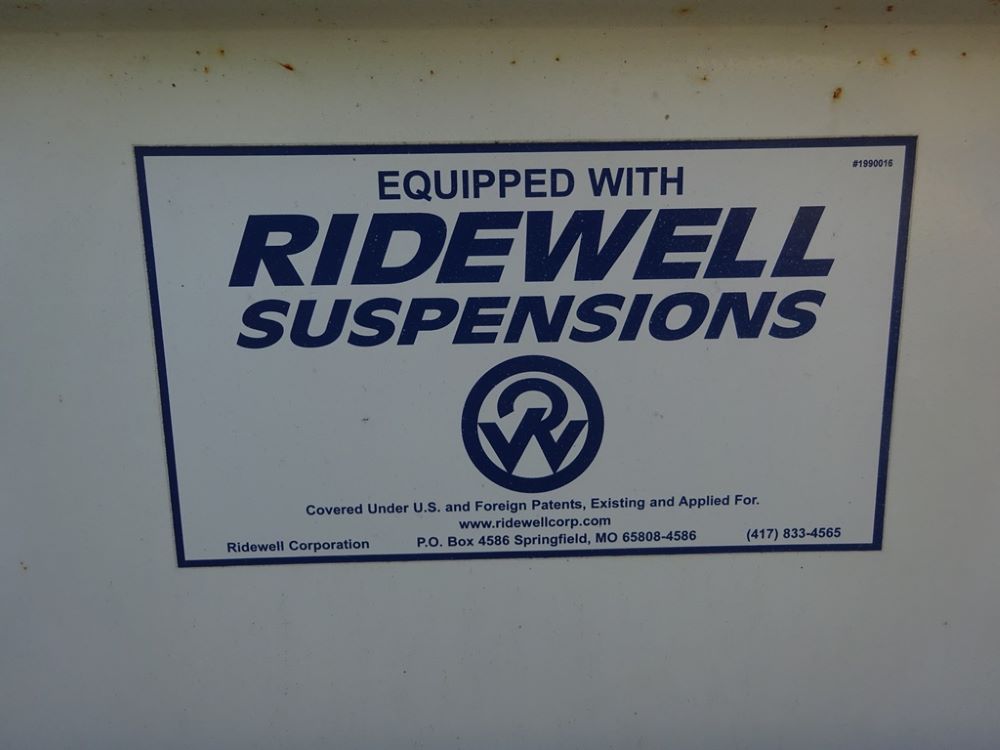 #1990016
EQUIPPED WITH
RIDEWELL
SUSPENSIONS
RW
Covered Under U.S. and Foreign Patents, Existing and Applied For.
www.ridewellcorp.com
Ridewell Corporation P.O. Box 4586 Springfield, MO 65808-4586 (417) 833-4565